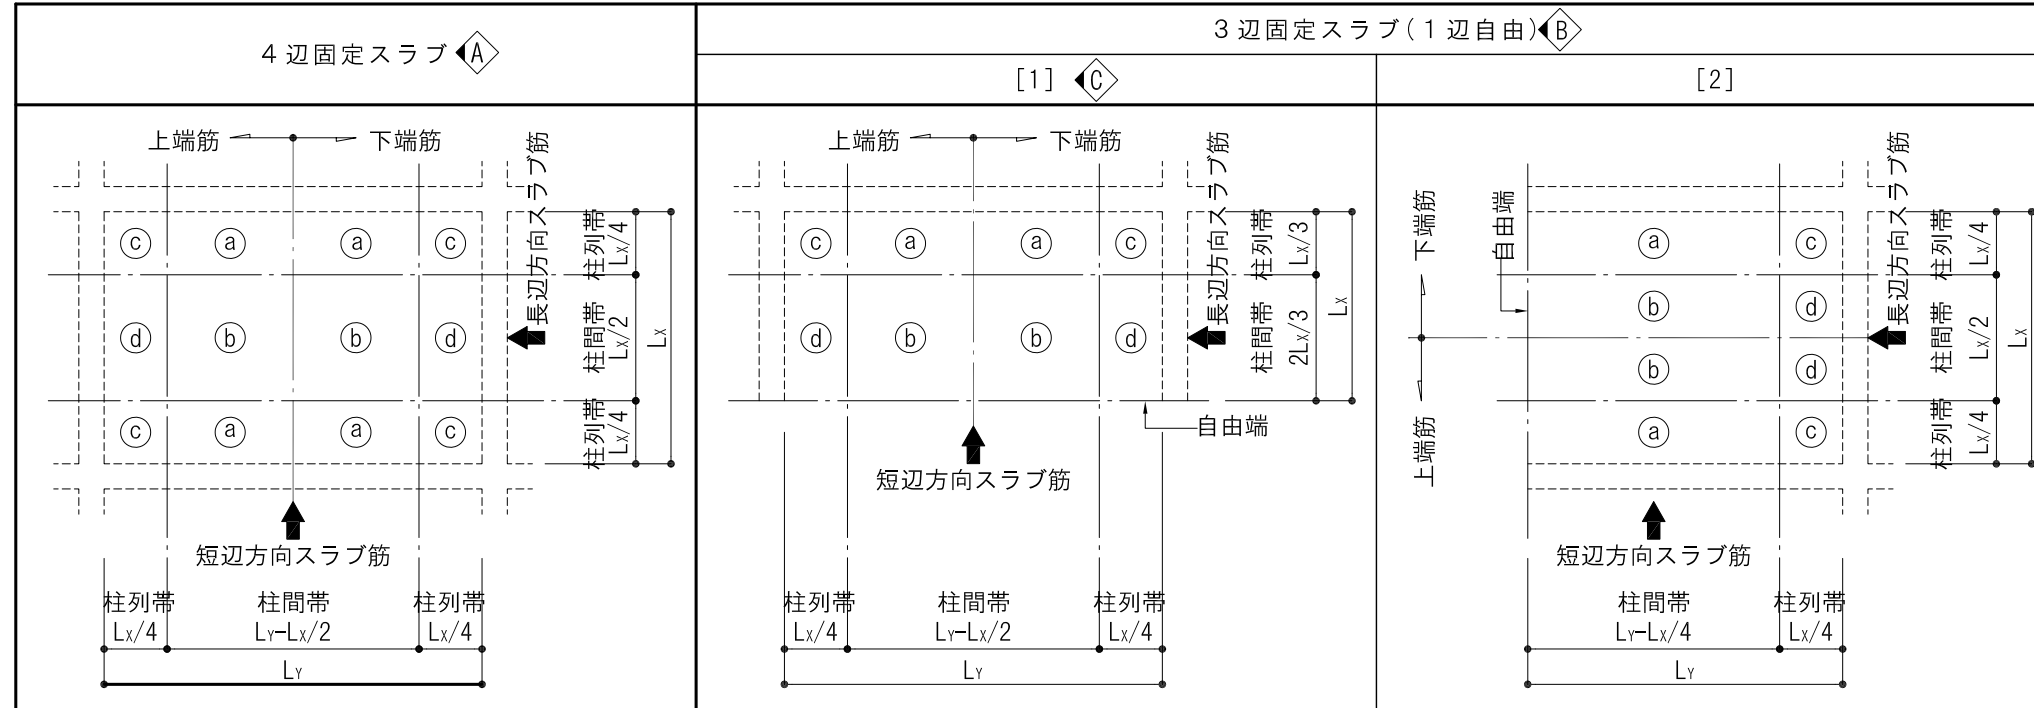 4辺固定スラブ A
3辺固定スラブ(1辺自由) B
[1] C
[2]
上端筋 下端筋
長辺方向スラブ筋
ⓒ ⓐ ⓐ ⓒ
ⓓ ⓑ ⓑ ⓓ
ⓒ ⓐ ⓐ ⓒ
柱列帯 Lx/4
柱間帯 Lx/2
柱列帯 Lx/4
Lx
短辺方向スラブ筋
柱列帯 柱間帯 柱列帯
Lx/4 LY-Lx/2 Lx/4
LY
上端筋 下端筋
長辺方向スラブ筋
ⓒ ⓐ ⓐ ⓒ
ⓓ ⓑ ⓑ ⓓ
柱列帯 Lx/3
柱間帯 2Lx/3
Lx
自由端
短辺方向スラブ筋
柱列帯 柱間帯 柱列帯
Lx/4 LY-Lx/2 Lx/4
LY
下端筋
上端筋
自由端
長辺方向スラブ筋
ⓐ ⓒ
ⓑ ⓓ
ⓑ ⓓ
ⓐ ⓒ
柱列帯 Lx/4
柱間帯 Lx/2
柱列帯 Lx/4
Lx
短辺方向スラブ筋
柱間帯 柱列帯
LY-Lx/4 Lx/4
LY